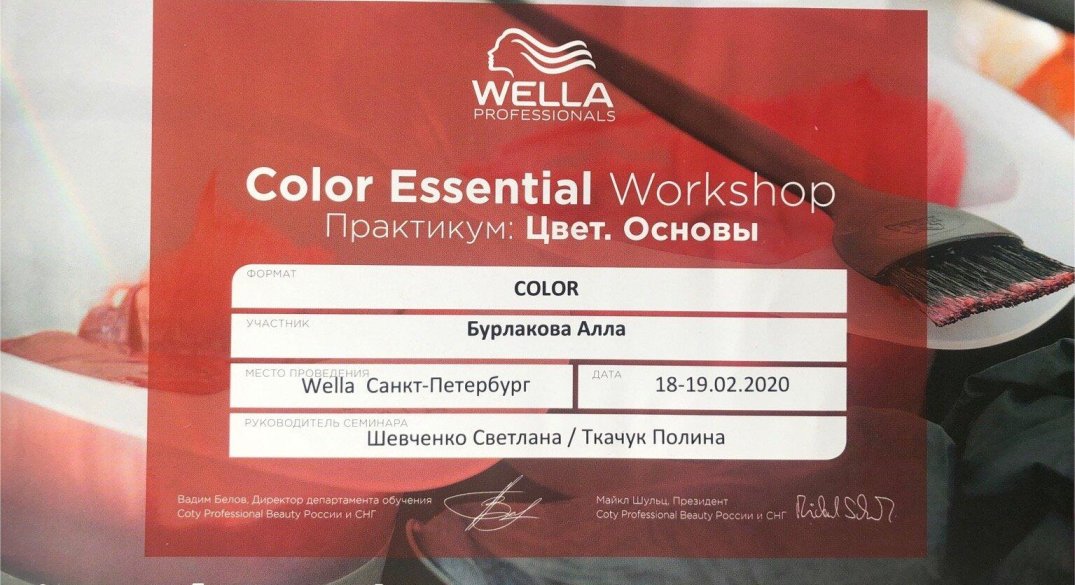 WELLA
PROFESSIONALS
Color Essential Workshop
Практикум: Цвет. Основы
ФОРМАТ
COLOR
УЧАСТНИК
Бурлакова Алла
МЕСТО ПРОВЕДЕНИЯ
Wella Санкт-Петербург
ДАТА
18-19.02.2020
РУКОВОДИТЕЛЬ СЕМИНАРА
Шевченко Светлана / Ткачук Полина
Вадим Белов, Директор департамента обучения
Coty Professional Beauty России и СНГ
Майкл Шульц, Президент
Coty Professional Beauty России и СНГ